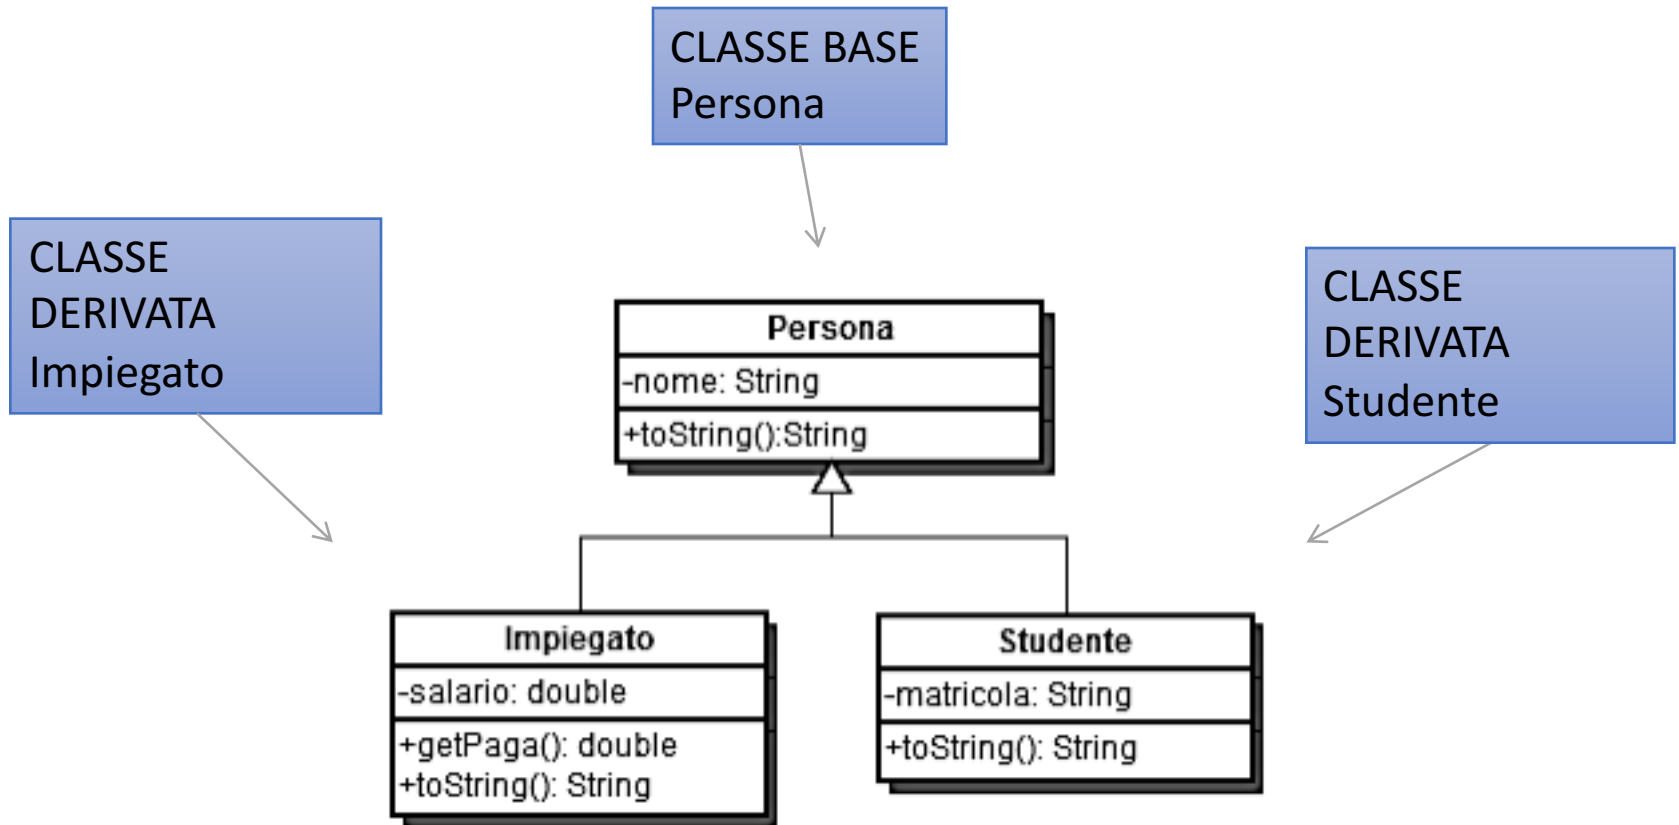 CLASSE BASE
Persona
CLASSE
DERIVATA
Impiegato
CLASSE
DERIVATA
Studente
Persona
-nome: String
+toString():String
Impiegato
-salario: double
+getPaga(): double
+toString(): String
Studente
-matricola: String
+toString(): String